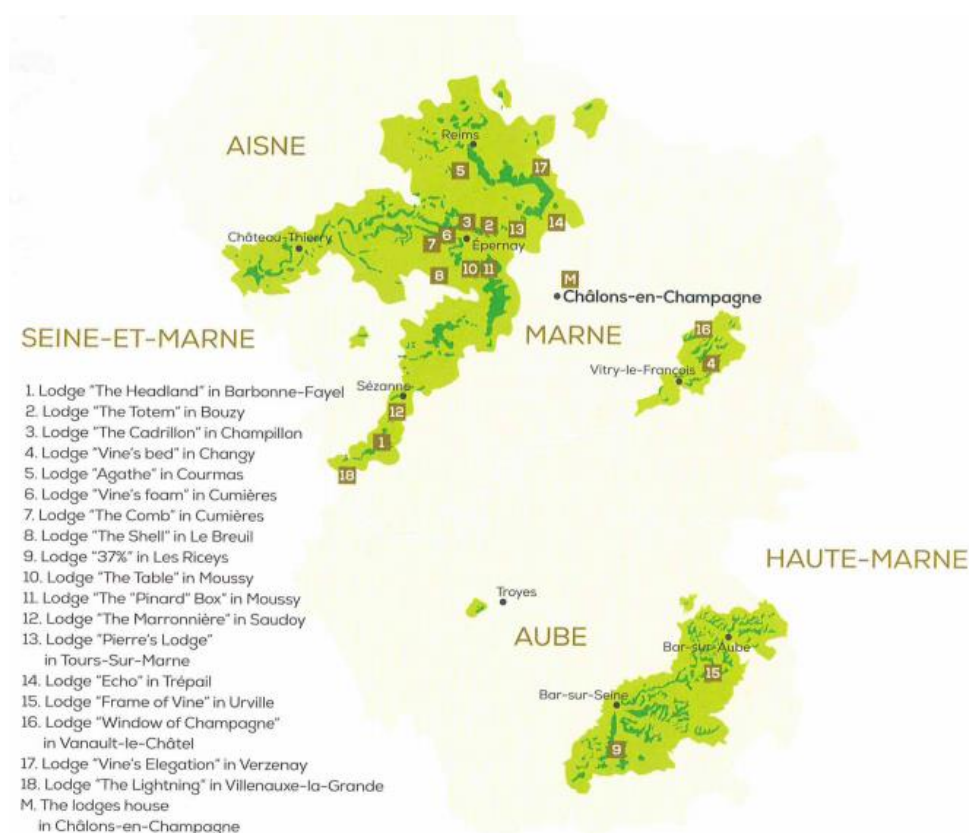 AISNE
Reims
5
17
3
2
13
14
6
7
Épernay
Château-Thierry
8
10
11
M
Châlons-en-Champagne
SEINE-ET-MARNE
MARNE
16
Vitry-le-François
4
Sézanne
12
1
18
1. Lodge "The Headland" in Barbonne-Fayel
2. Lodge "The Totem" in Bouzy
3. Lodge "The Cadrillon" in Champillon
4. Lodge "Vine's bed" in Changy
5. Lodge "Agathe" in Courmas
6. Lodge "Vine's foam" in Cumières
7. Lodge "The Comb" in Cumières
8. Lodge "The Shell" in Le Breuil
9. Lodge "37%" in Les Riceys
10. Lodge "The Table" in Moussy
11. Lodge "The "Pinard" Box" in Moussy
12. Lodge "The Marronnière" in Saudoy
13. Lodge "Pierre's Lodge"
in Tours-Sur-Marne
14. Lodge "Echo" in Trépail
15. Lodge "Frame of Vine" in Urville
16. Lodge "Window of Champagne"
in Vanault-le-Châtel
17. Lodge "Vine's Elegation" in Verzenay
18. Lodge "The Lightning" in Villenauxe-la-Grande
M. The lodges house
in Châlons-en-Champagne
HAUTE-MARNE
Troyes
AUBE
Bar-sur-Aube
15
Bar-sur-Seine
9